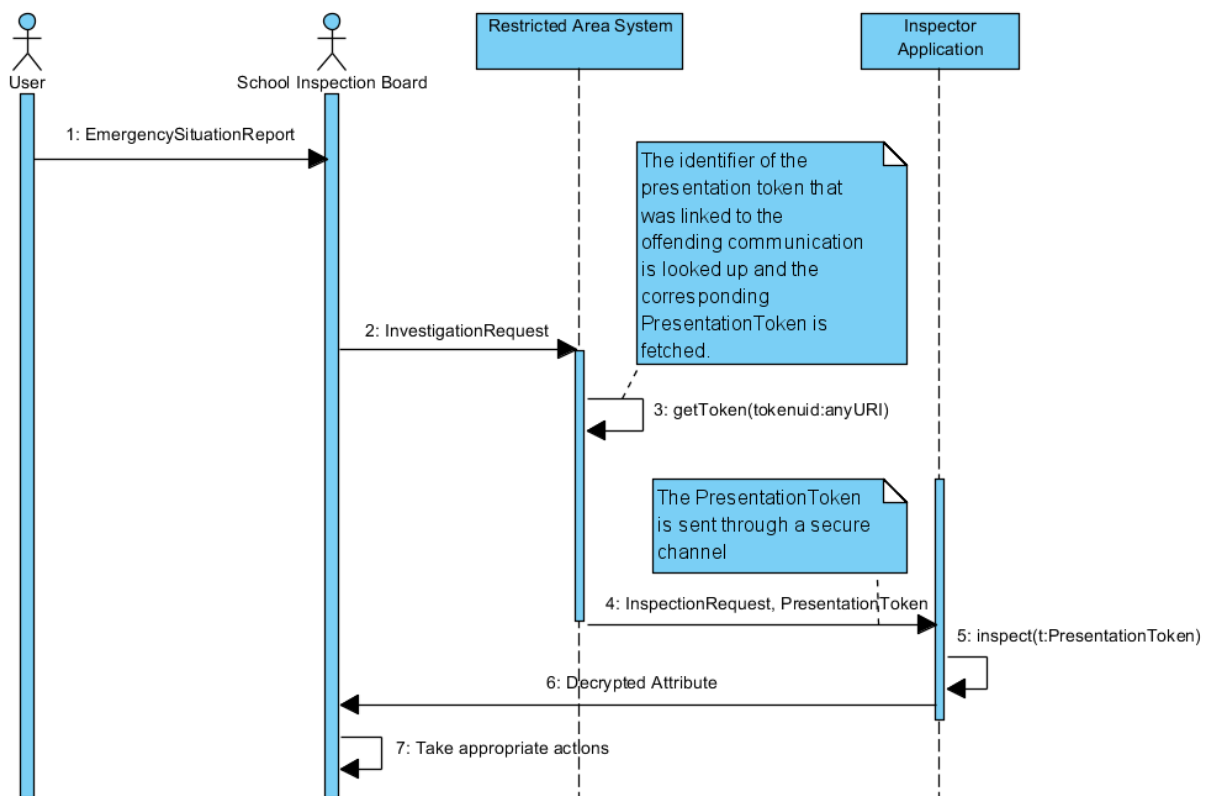 User
School Inspection Board
Restricted Area System
Inspector
Application
1: EmergencySituationReport
The identifier of the
presentation token that
was linked to the
offending communication
is looked up and the
corresponding
PresentationToken is
fetched.
2: InvestigationRequest
3: getToken(tokenuid:anyURI)
The PresentationToken
is sent through a secure
channel
4: InspectionRequest, PresentationToken
5: inspect(t:PresentationToken)
6: Decrypted Attribute
7: Take appropriate actions